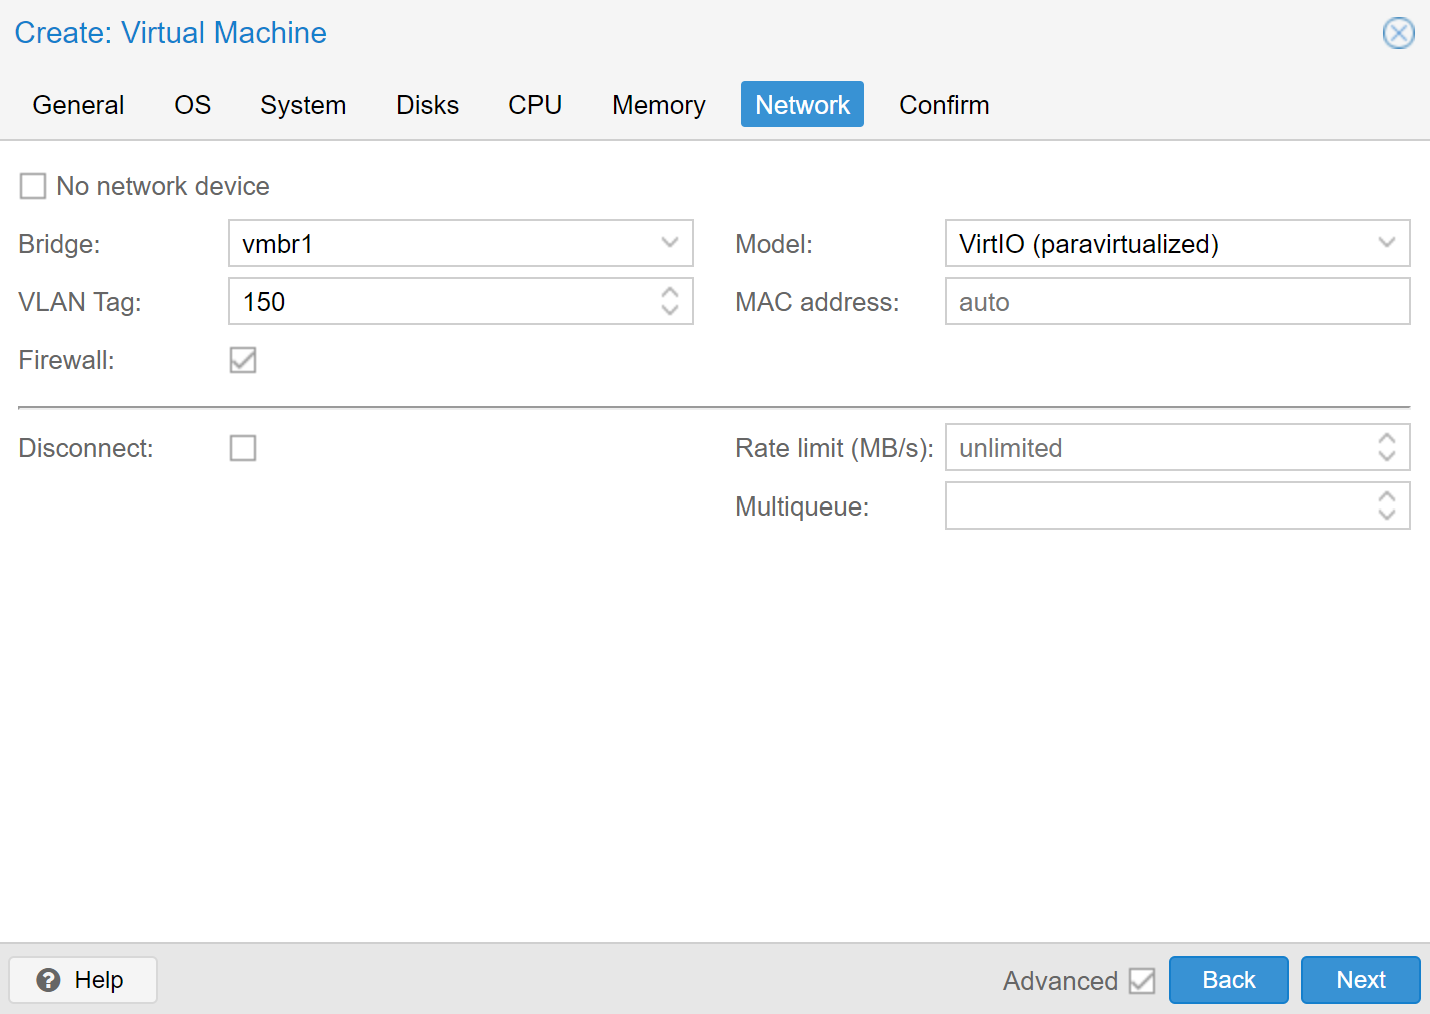 Create: Virtual Machine
General OS System Disks CPU Memory Network Confirm
No network device
Bridge: vmbr1 Model: VirtIO (paravirtualized)
VLAN Tag: 150 MAC address: auto
Firewall:
Disconnect: Rate limit (MB/s): unlimited
Multiqueue:
Help Advanced Back Next